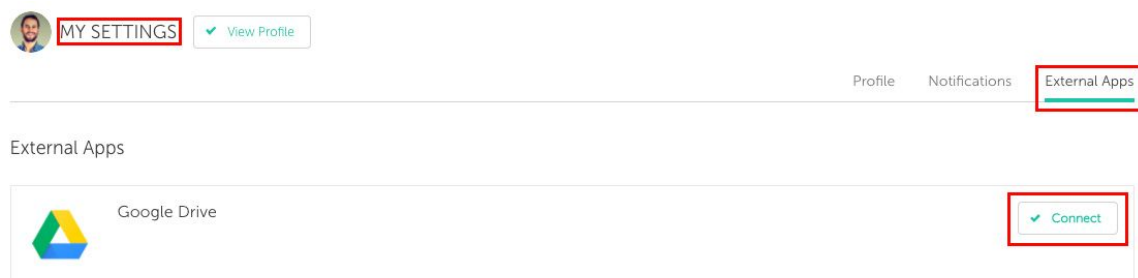 MY SETTINGS View Profile
Profile Notifications External Apps
External Apps
Google Drive Connect